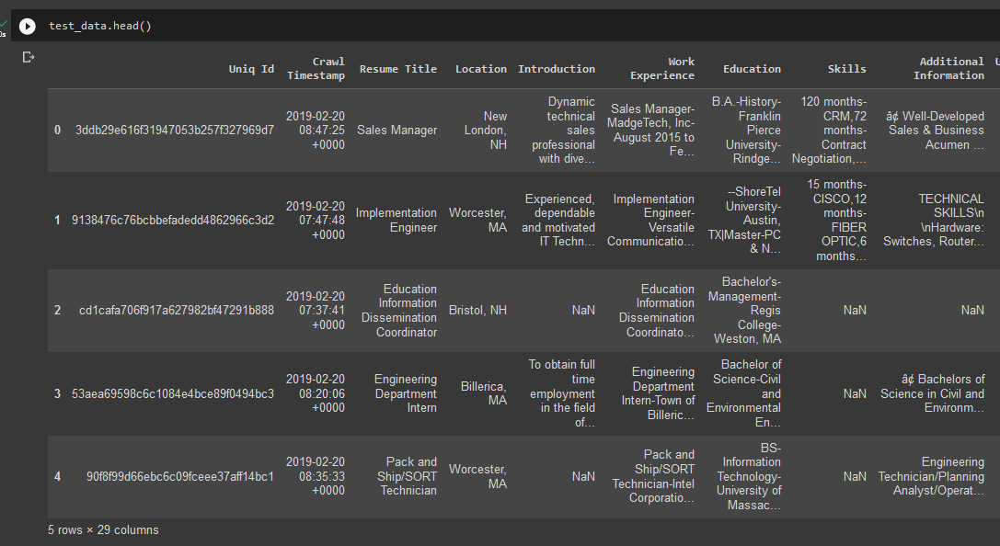 0s
test_data.head()
Uniq Id Crawl Timestamp Resume Title Location Introduction Work Experience Education Skills Additional Information
0 3ddb29e616f31947053b257f327969d7 2019-02-20 08:47:25 +0000 Sales Manager New London, NH Dynamic technical sales professional with dive... Sales Manager-MadgeTech, Inc-August 2015 to Fe... B.A.-History-Franklin Pierce University-Rindge... 120 months-CRM,72 months-Contract Negotiation,... â¢ Well-Developed Sales & Business Acumen ...
1 9138476c76bcbbefadedd4862966c3d2 2019-02-20 07:47:48 +0000 Implementation Engineer Worcester, MA Experienced, dependable and motivated IT Techn... Implementation Engineer-Versatile Communicatio... --ShoreTel University-Austin, TX|Master-PC & N... 15 months-CISCO,12 months-FIBER OPTIC,6 months... TECHNICAL SKILLS\n \nHardware: Switches, Router...
2 cd1cafa706f917a627982bf47291b888 2019-02-20 07:37:41 +0000 Education Information Dissemination Coordinator Bristol, NH NaN Education Information Dissemination Coordinato... Bachelor's-Management-Regis College-Weston, MA NaN NaN
3 53aea69598c6c1084e4bce89f0494bc3 2019-02-20 08:20:06 +0000 Engineering Department Intern Billerica, MA To obtain full time employment in the field of... Engineering Department Intern-Town of Billeric... Bachelor of Science-Civil and Environmental En... NaN â¢ Bachelors of Science in Civil and Environm...
4 90f8f99d66ebc6c09fceee37aff14bc1 2019-02-20 08:35:33 +0000 Pack and Ship/SORT Technician Worcester, MA NaN Pack and Ship/SORT Technician-Intel Corporatio... BS-Information Technology-University of Massac... NaN Engineering Technician/Planning Analyst/Operat...
5 rows × 29 columns